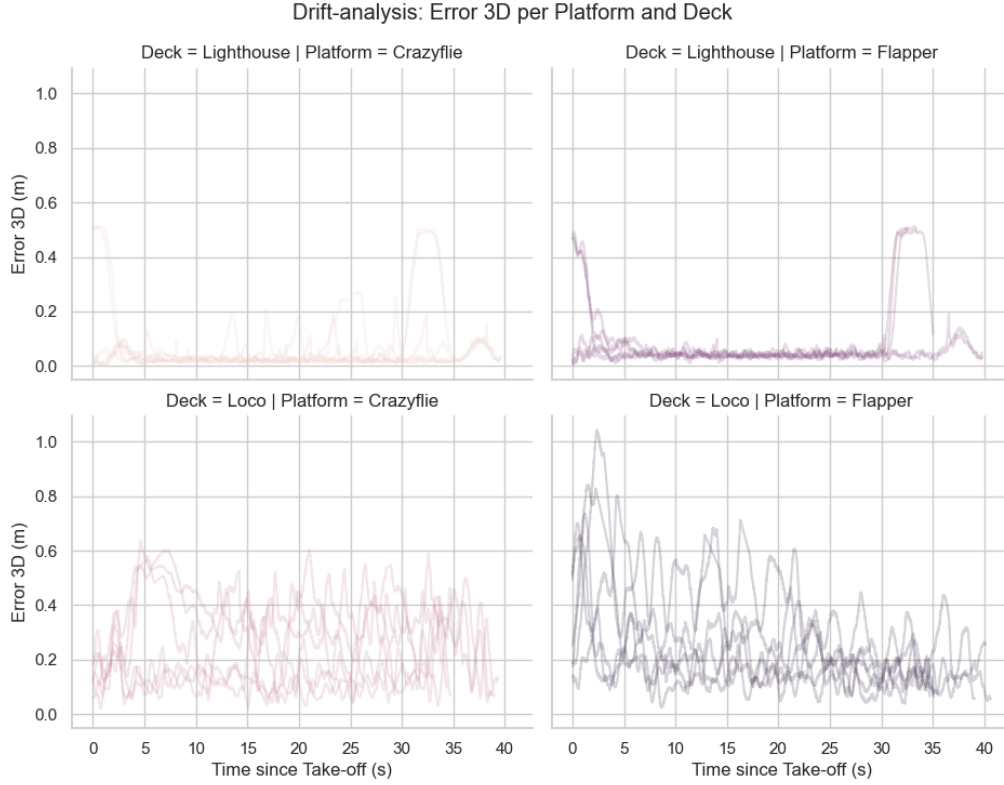 Drift-analysis: Error 3D per Platform and Deck
Deck = Lighthouse | Platform = Crazyflie
Deck = Lighthouse | Platform = Flapper
1.0
0.8
0.6
0.4
0.2
0.0
Error 3D (m)
Deck = Loco | Platform = Crazyflie
Deck = Loco | Platform = Flapper
1.0
0.8
0.6
0.4
0.2
0.0
Error 3D (m)
0 5 10 15 20 25 30 35 40
0 5 10 15 20 25 30 35 40
Time since Take-off (s)
Time since Take-off (s)